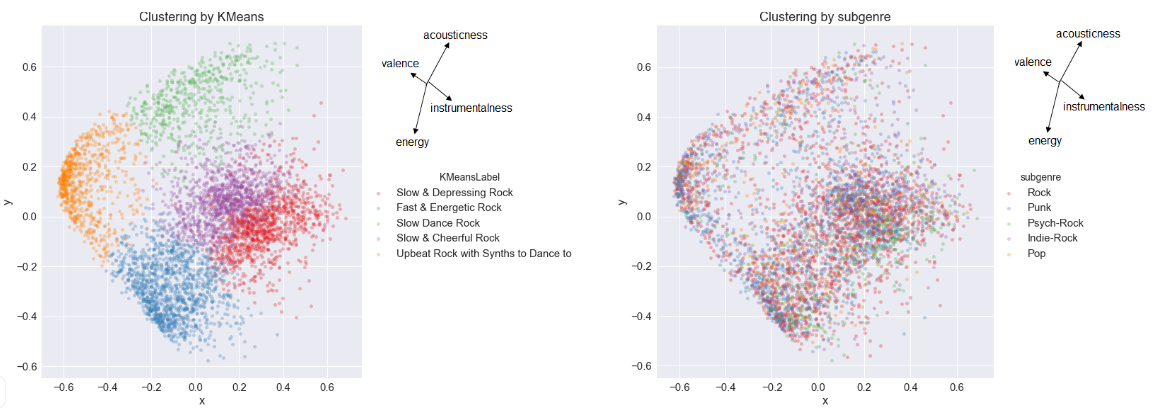 Clustering by KMeans
acousticness
valence
instrumentalness
energy
KMeansLabel
Slow & Depressing Rock
Fast & Energetic Rock
Slow Dance Rock
Slow & Cheerful Rock
Upbeat Rock with Synths to Dance to
0.6
0.4
0.2
0.0
−0.2
−0.4
−0.6
y
−0.6 −0.4 −0.2 0.0 0.2 0.4 0.6
x
Clustering by subgenre
acousticness
valence
instrumentalness
energy
subgenre
Rock
Punk
Psych-Rock
Indie-Rock
Pop
0.6
0.4
0.2
0.0
−0.2
−0.4
−0.6
y
−0.6 −0.4 −0.2 0.0 0.2 0.4 0.6
x